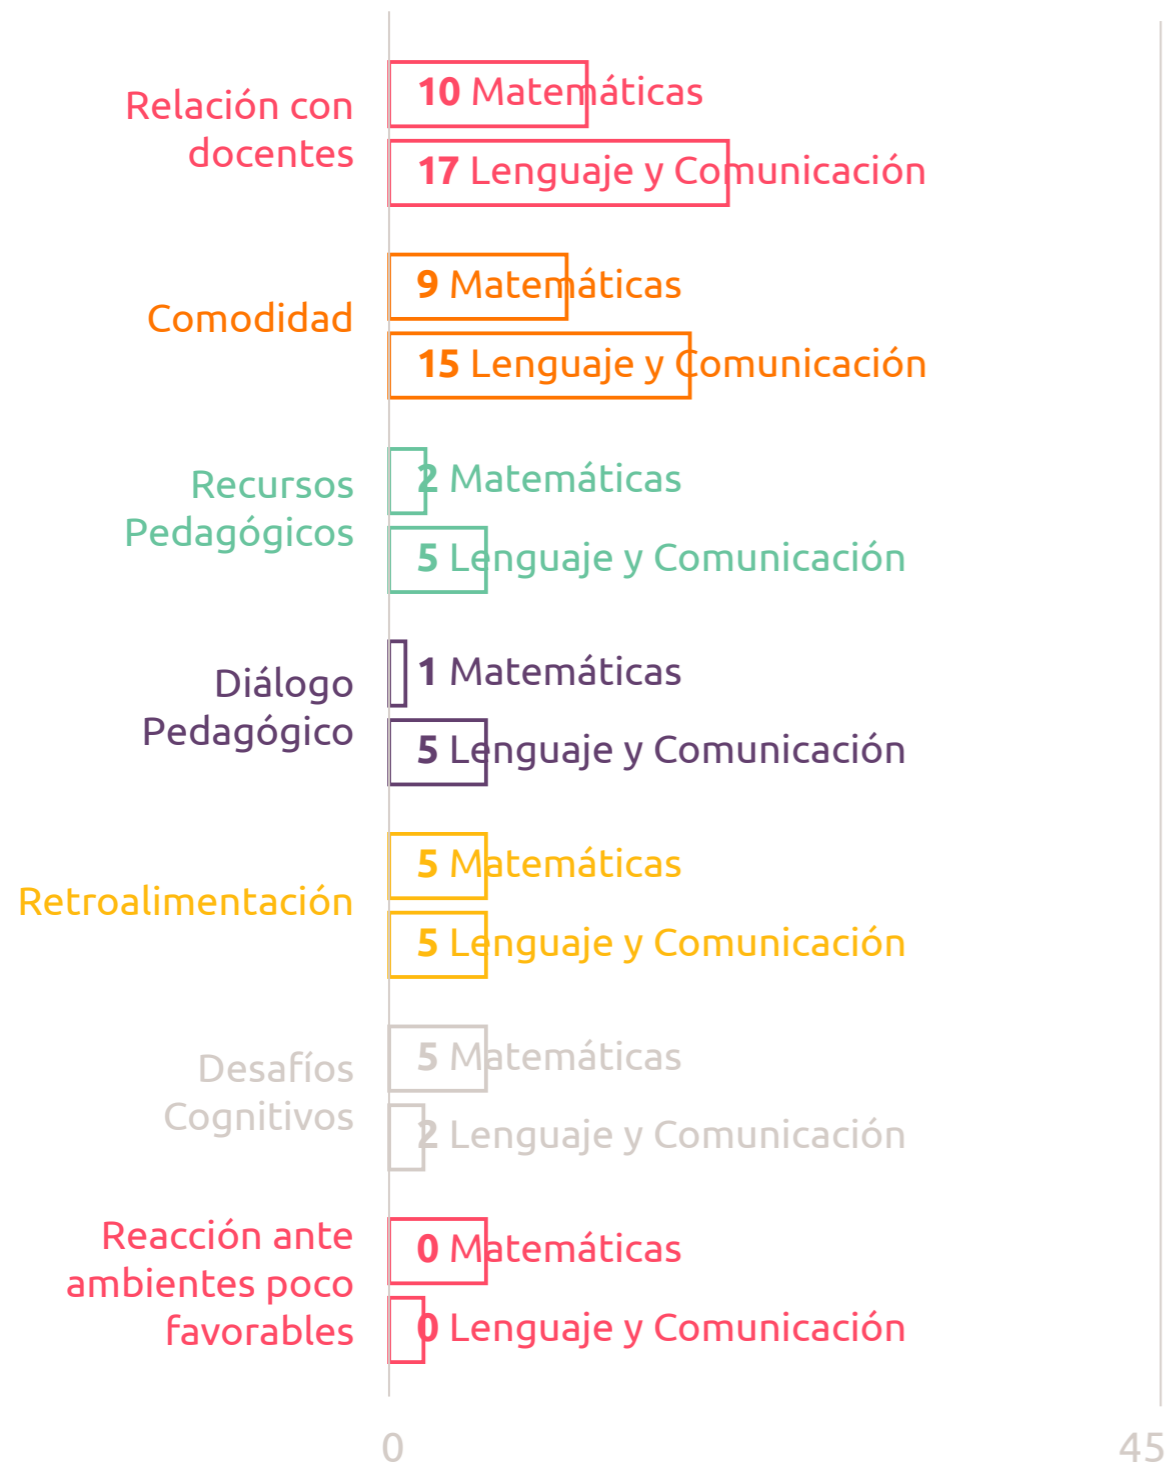 Relación con
docentes
10 Matemáticas
17 Lenguaje y Comunicación
Comodidad
9 Matemáticas
15 Lenguaje y Comunicación
Recursos
Pedagógicos
2 Matemáticas
5 Lenguaje y Comunicación
Diálogo
Pedagógico
1 Matemáticas
5 Lenguaje y Comunicación
Retroalimentación
5 Matemáticas
5 Lenguaje y Comunicación
Desafíos
Cognitivos
5 Matemáticas
2 Lenguaje y Comunicación
Reacción ante
ambientes poco
favorables
0 Matemáticas
0 Lenguaje y Comunicación
0
45